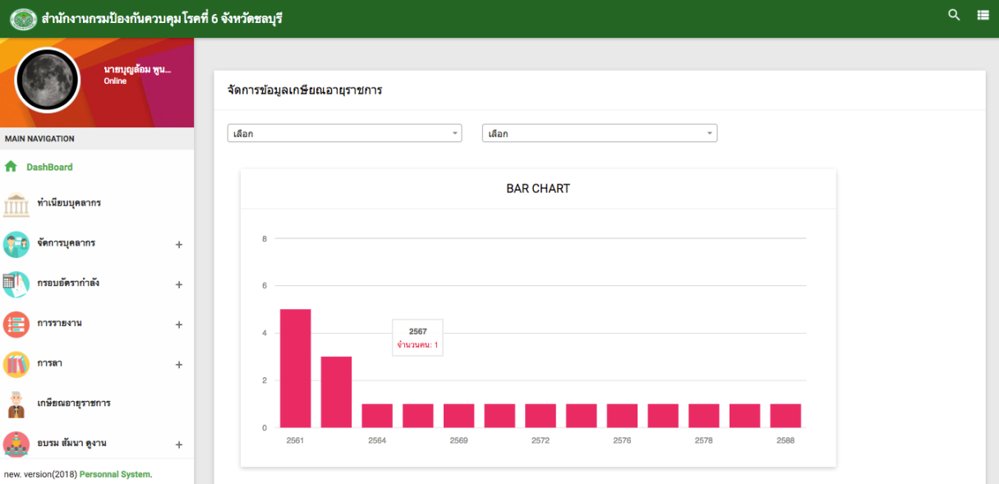 สำนักงานกรมป้องกันควบคุมโรคที่ 6 จังหวัดชลบุรี
นายบุญล้อม พูน...
Online
MAIN NAVIGATION
DashBoard
ทำเนียบบุคลากร
จัดการบุคลากร +
กรอบอัตรากำลัง +
การรายงาน +
การลา +
เกษียณอายุราชการ
อบรม สัมนา ดูงาน +
new. version(2018) Personnal System.
จัดการข้อมูลเกษียณอายุราชการ
เลือก
เลือก
BAR CHART
8
6
4
2
0
2567
จำนวนคน: 1
2561 2564 2569 2572 2576 2578 2588